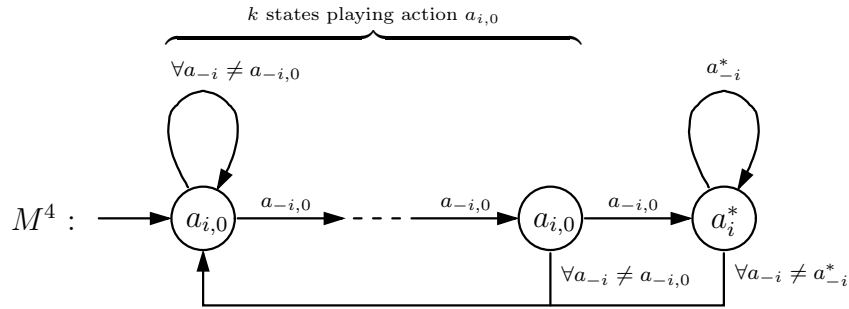 k states playing action a_{i,0}
∀a_{-i} ≠ a_{-i,0}
a*_{-i}
M^4 :
a_{i,0}
a_{-i,0}
a_{-i,0}
a_{i,0}
a_{-i,0}
a*_i
∀a_{-i} ≠ a_{-i,0}
∀a_{-i} ≠ a*_{-i}